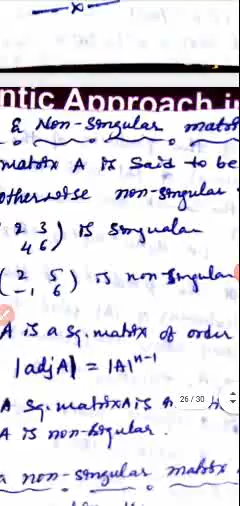 ntic Approach i
& Non-Singular matri
matrix A is said to be
otherwise non-singular
2 3
4 6 ) is singualar
( 2 5
-1 6 ) is non singular
A is a sq. matrix of order
|adj A| = |A|ⁿ⁻¹
26 / 30
A sq. matrix A is
A is non-singular.
a non-singular matrix